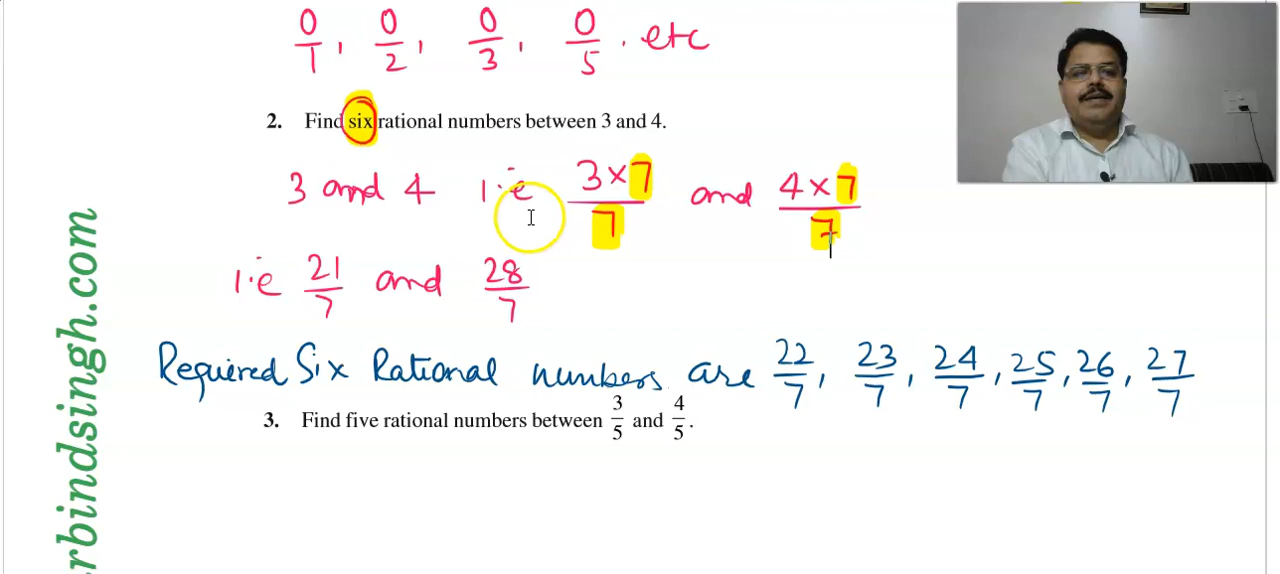 0/1, 0/2, 0/3, 0/5. etc
2. Find six rational numbers between 3 and 4.
3 and 4 i.e 3×7/7 and 4×7/7
i.e 21/7 and 28/7
Required Six Rational numbers are 22/7, 23/7, 24/7, 25/7, 26/7, 27/7
3. Find five rational numbers between 3/5 and 4/5.
rbindsingh.com